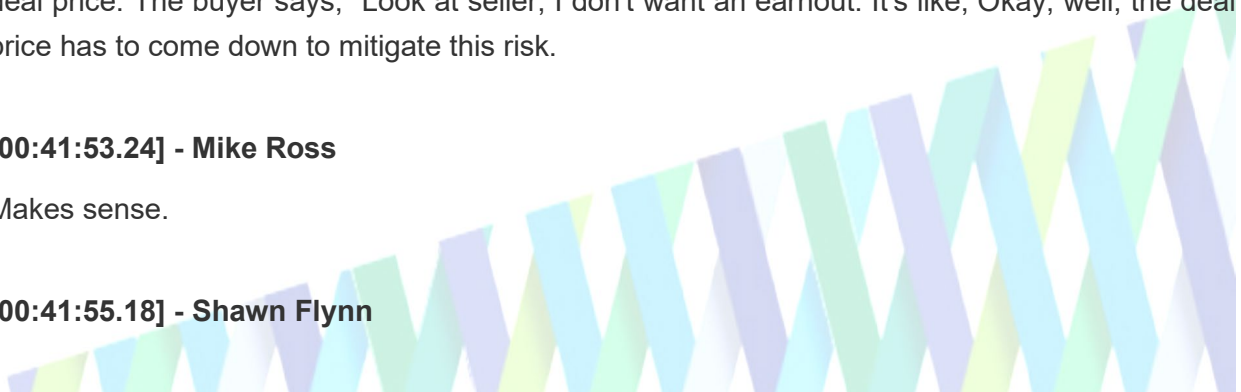 deal price. The buyer says, "Look at seller, I don't want an earnout. It's like, Okay, well, the deal
price has to come down to mitigate this risk.
00:41:53.24] - Mike Ross
Makes sense.
00:41:55.18] - Shawn Flynn